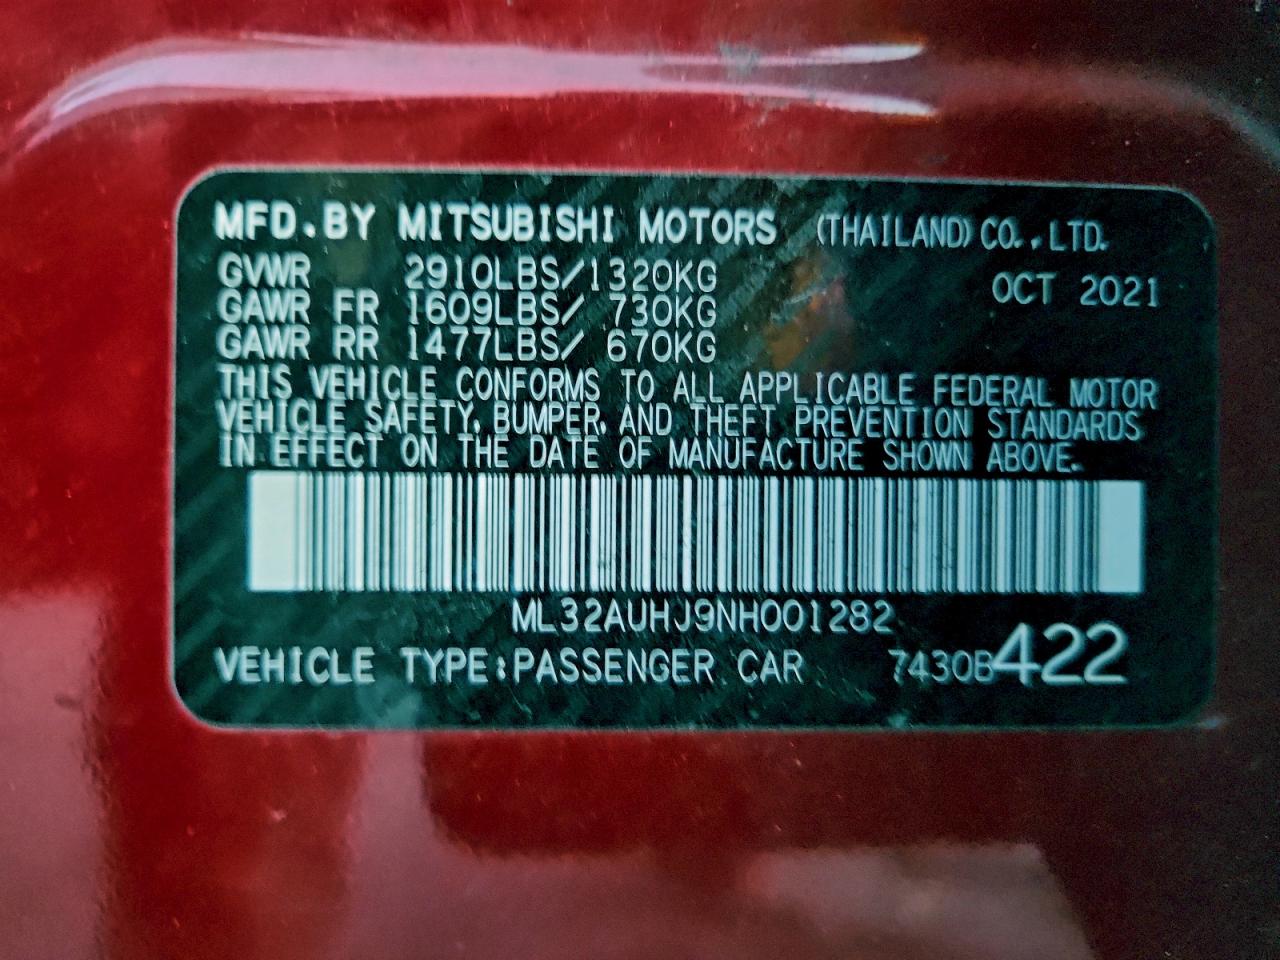 MFD.BY MITSUBISHI MOTORS (THAILAND) CO.,LTD.
GVWR 2910LBS/1320KG OCT 2021
GAWR FR 1609LBS/ 730KG
GAWR RR 1477LBS/ 670KG
THIS VEHICLE CONFORMS TO ALL APPLICABLE FEDERAL MOTOR
VEHICLE SAFETY, BUMPER, AND THEFT PREVENTION STANDARDS
IN EFFECT ON THE DATE OF MANUFACTURE SHOWN ABOVE.
ML32AUHJ9NH001282
VEHICLE TYPE:PASSENGER CAR 7430B422